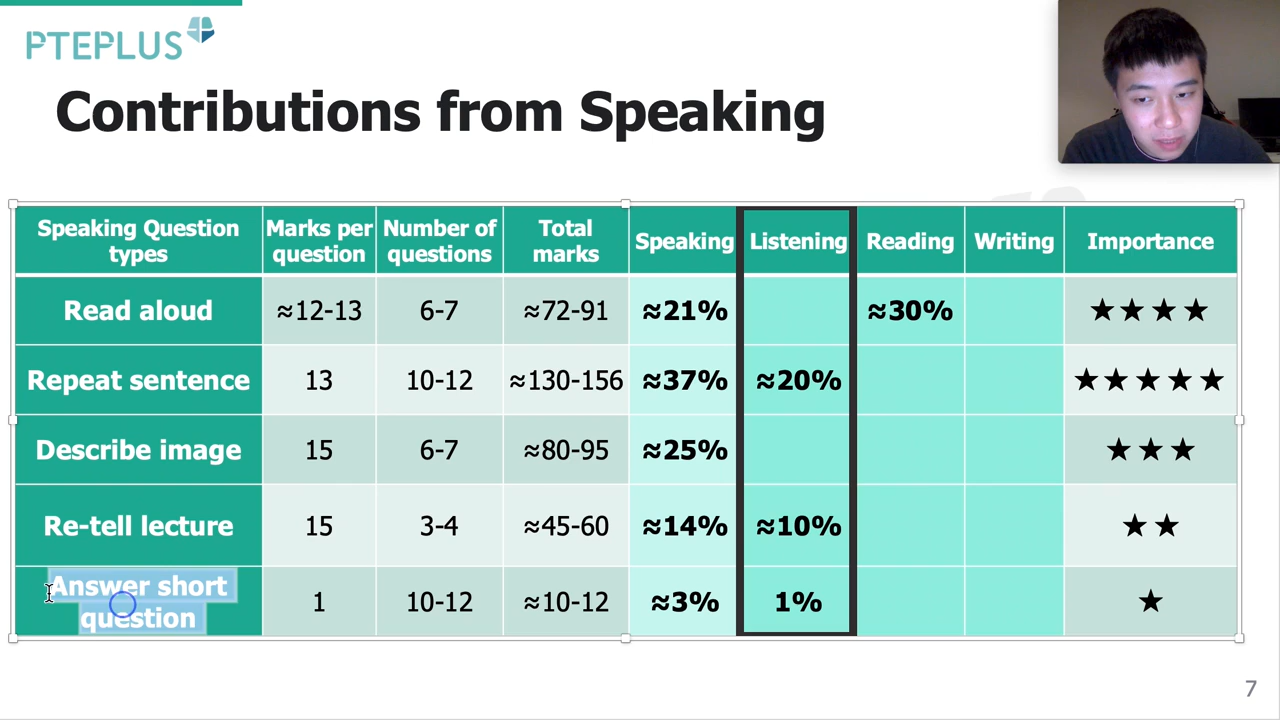 PTEPLUS
Contributions from Speaking
Speaking Question types
Marks per question
Number of questions
Total marks
Speaking
Listening
Reading
Writing
Importance
Read aloud ≈12-13 6-7 ≈72-91 ≈21% ≈30% ★★★★
Repeat sentence 13 10-12 ≈130-156 ≈37% ≈20% ★★★★★
Describe image 15 6-7 ≈80-95 ≈25% ★★★
Re-tell lecture 15 3-4 ≈45-60 ≈14% ≈10% ★★
Answer short question 1 10-12 ≈10-12 ≈3% 1% ★
7